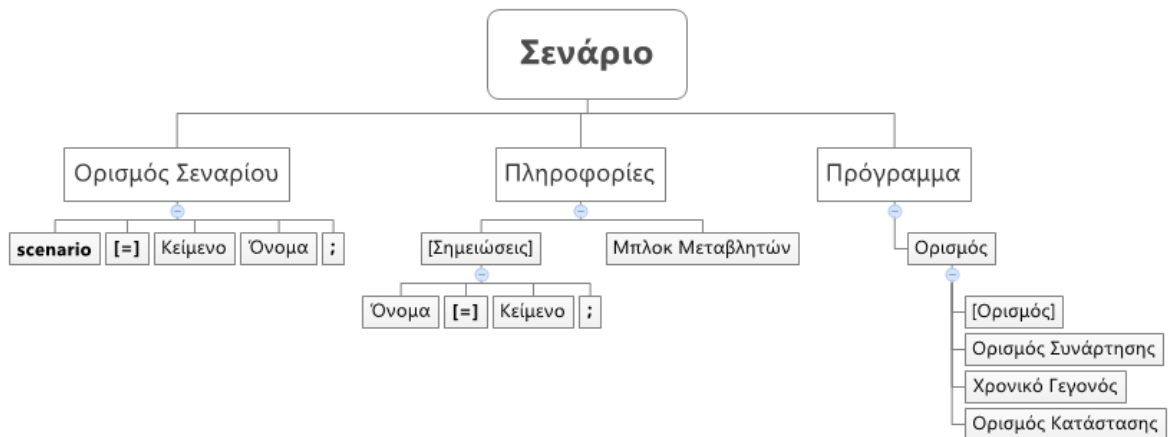 Σενάριο
Ορισμός Σεναρίου
Πληροφορίες
Πρόγραμμα
scenario [=] Κείμενο Όνομα ;
[Σημειώσεις] Μπλοκ Μεταβλητών
Ορισμός
Όνομα [=] Κείμενο ;
[Ορισμός]
Ορισμός Συνάρτησης
Χρονικό Γεγονός
Ορισμός Κατάστασης